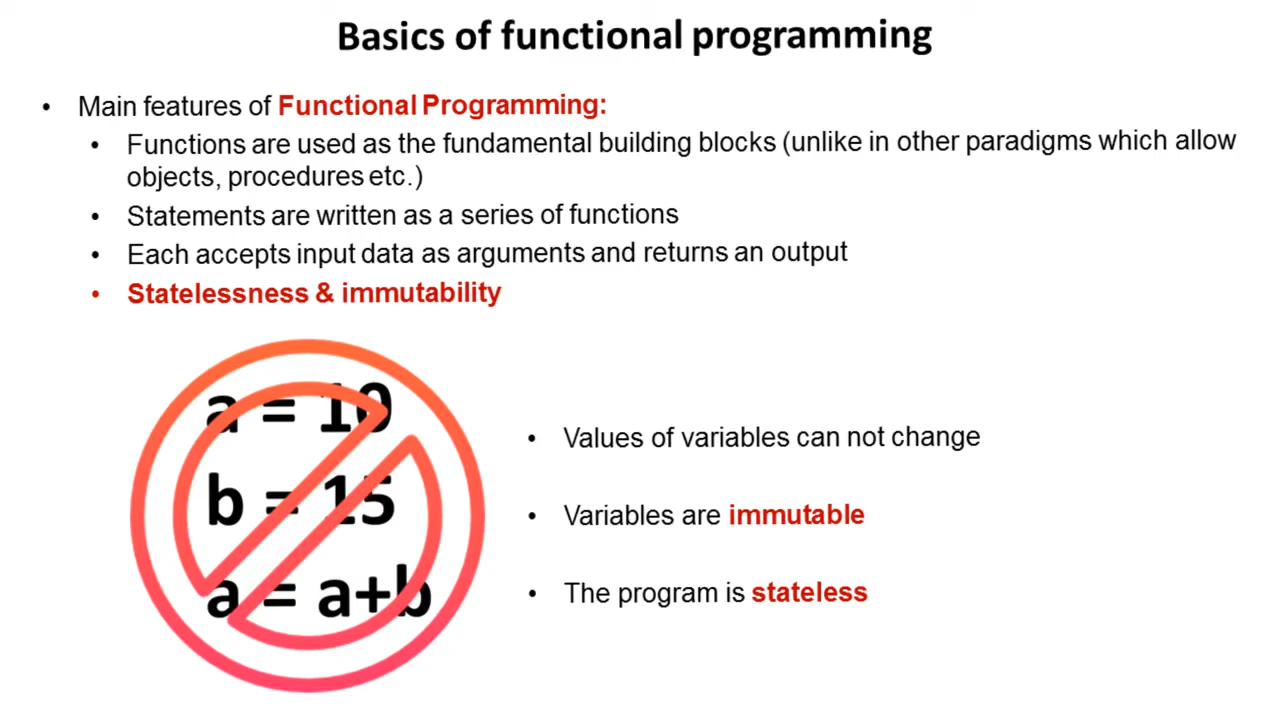 Basics of functional programming
• Main features of Functional Programming:
• Functions are used as the fundamental building blocks (unlike in other paradigms which allow
objects, procedures etc.)
• Statements are written as a series of functions
• Each accepts input data as arguments and returns an output
• Statelessness & immutability
a = 10
b = 15
a = a+b
• Values of variables can not change
• Variables are immutable
• The program is stateless